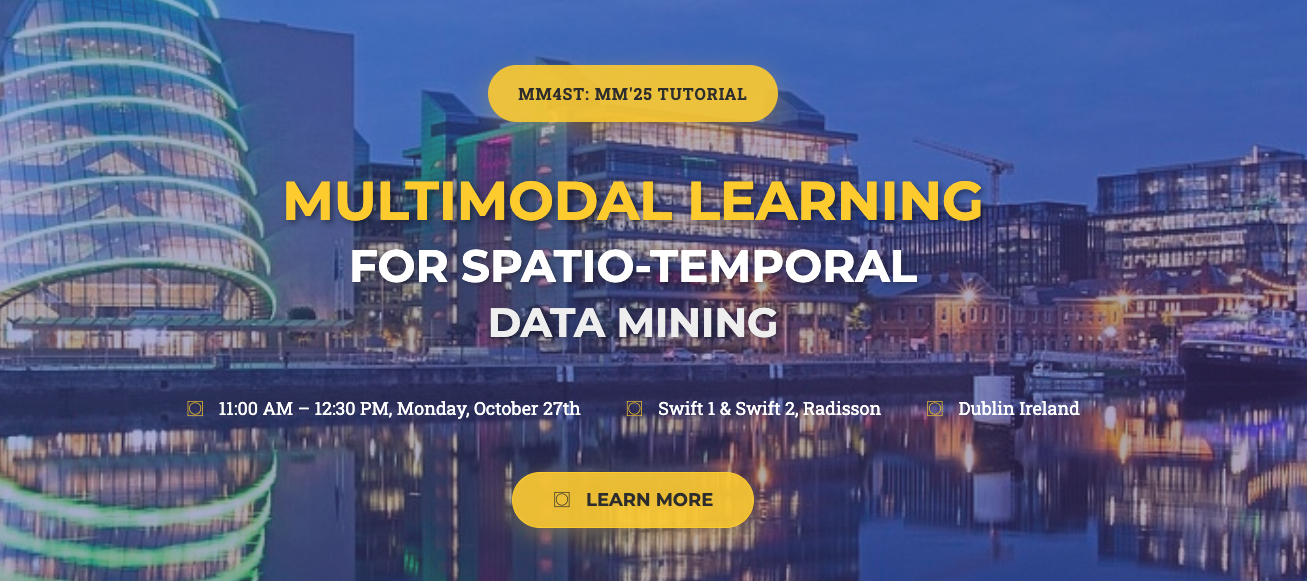 MM4ST: MM'25 TUTORIAL
MULTIMODAL LEARNING
FOR SPATIO-TEMPORAL
DATA MINING
11:00 AM – 12:30 PM, Monday, October 27th Swift 1 & Swift 2, Radisson Dublin Ireland
LEARN MORE